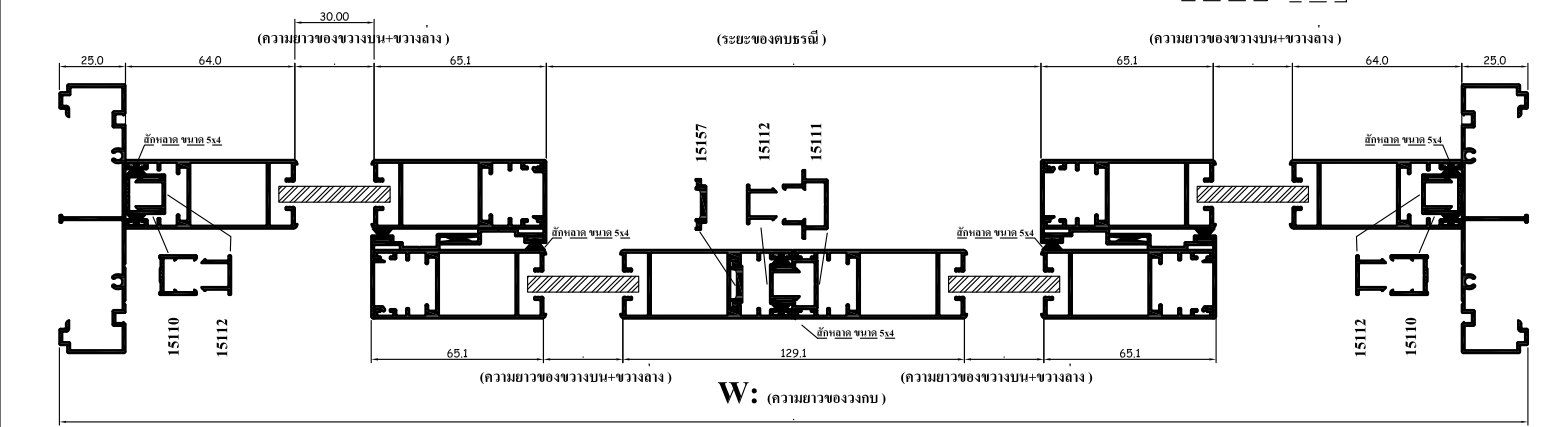 30.00
(ความยาวของขวางบน+ขวางล่าง )
(ระยะของตบธรณี )
(ความยาวของขวางบน+ขวางล่าง )
25.0
64.0
65.1
65.1
64.0
25.0
สักหลาด ขนาด 5x4
สักหลาด ขนาด 5x4
15157
15112
15111
สักหลาด ขนาด 5x4
สักหลาด ขนาด 5x4
15110
15112
15112
15110
สักหลาด ขนาด 5x4
65.1
129.1
65.1
(ความยาวของขวางบน+ขวางล่าง )
(ความยาวของขวางบน+ขวางล่าง )
W: (ความยาวของวงกบ )